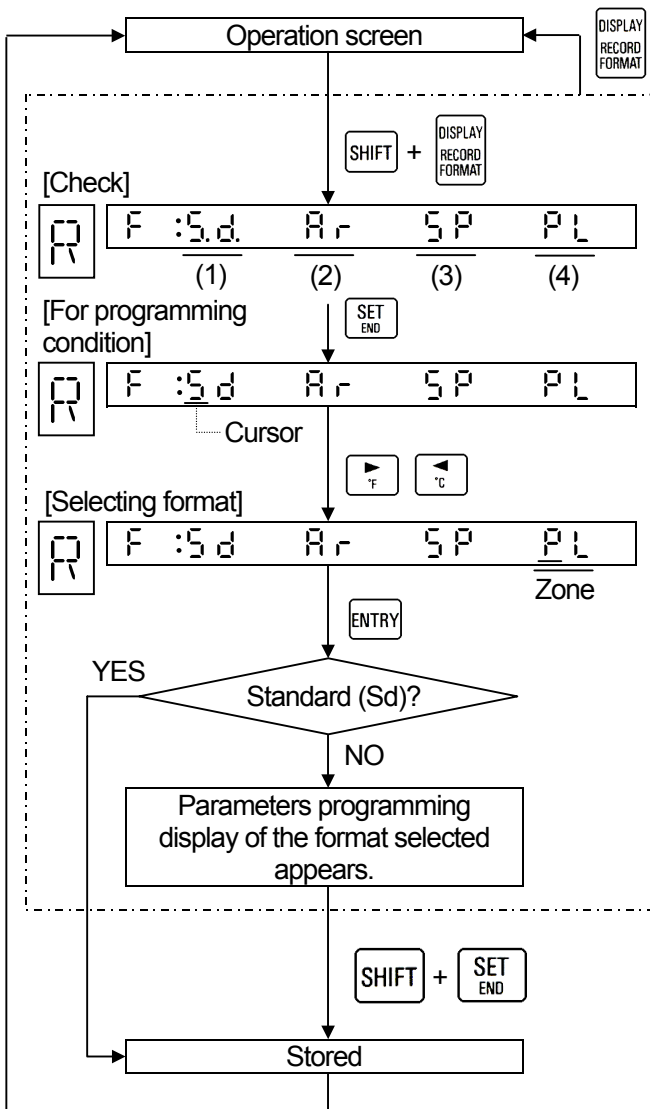 Operation screen
DISPLAY
RECORD
FORMAT
SHIFT + DISPLAY
RECORD
FORMAT
[Check]
R F :S.d. Ar SP PL
(1) (2) (3) (4)
[For programming
condition]
SET
END
R F :Sd Ar SP PL
Cursor
°F °C
[Selecting format]
R F :Sd Ar SP PL
Zone
ENTRY
YES
Standard (Sd)?
NO
Parameters programming
display of the format selected
appears.
SHIFT + SET
END
Stored